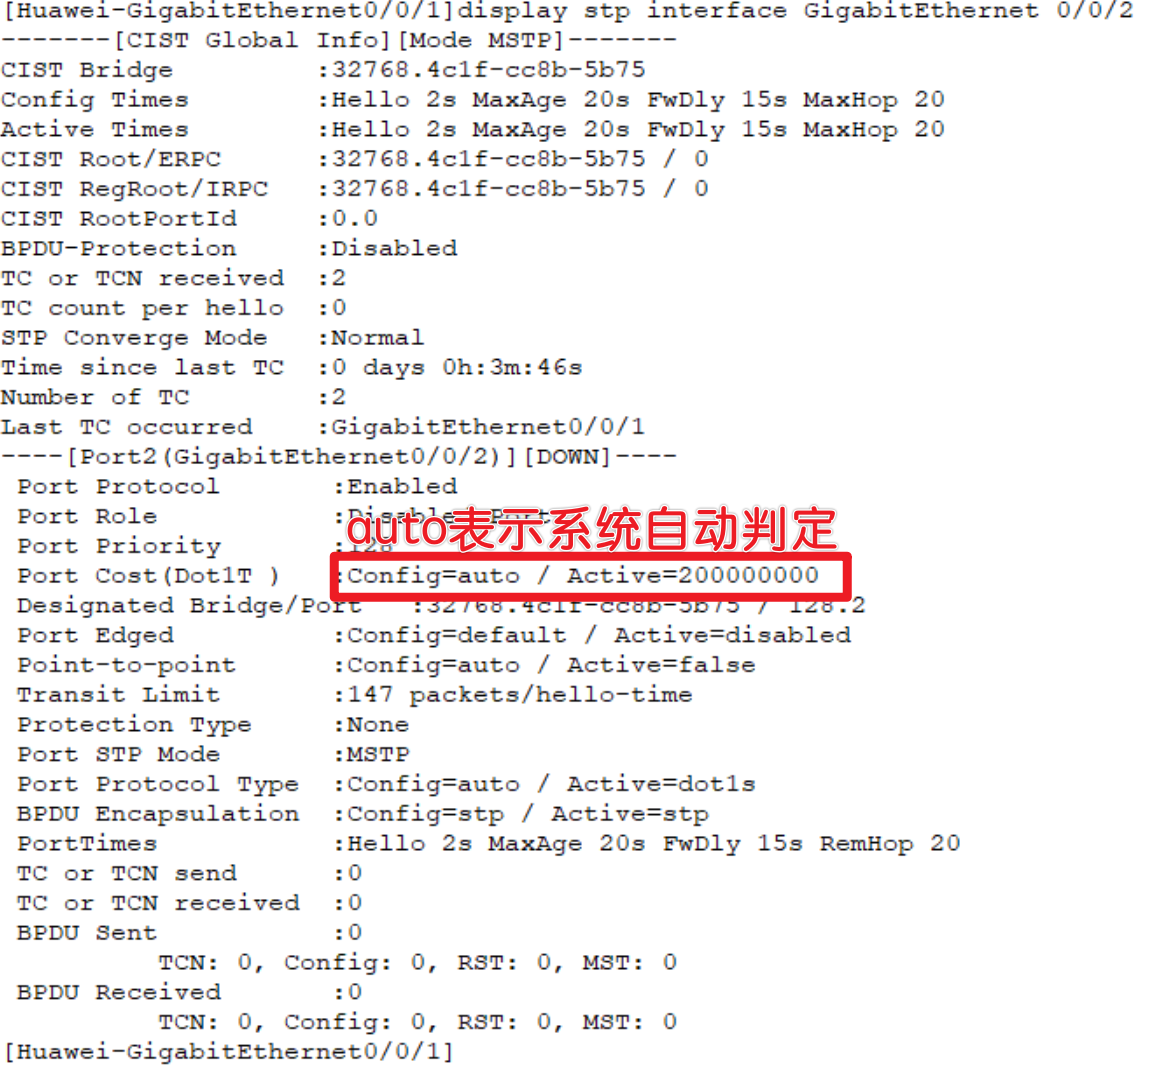 [Huawei-GigabitEthernet0/0/1]display stp interface GigabitEthernet 0/0/2
-------[CIST Global Info][Mode MSTP]-------
CIST Bridge         :32768.4c1f-cc8b-5b75
Config Times        :Hello 2s MaxAge 20s FwDly 15s MaxHop 20
Active Times        :Hello 2s MaxAge 20s FwDly 15s MaxHop 20
CIST Root/ERPC      :32768.4c1f-cc8b-5b75 / 0
CIST RegRoot/IRPC   :32768.4c1f-cc8b-5b75 / 0
CIST RootPortId     :0.0
BPDU-Protection     :Disabled
TC or TCN received  :2
TC count per hello  :0
STP Converge Mode   :Normal
Time since last TC  :0 days 0h:3m:46s
Number of TC        :2
Last TC occurred    :GigabitEthernet0/0/1
----[Port2(GigabitEthernet0/0/2)][DOWN]----
 Port Protocol       :Enabled
 Port Role           :Disabled Port
auto表示系统自动判定
 Port Priority       :128
 Port Cost(Dot1T )   :Config=auto / Active=200000000
 Designated Bridge/Port   :32768.4c1f-cc8b-5b75 / 128.2
 Port Edged          :Config=default / Active=disabled
 Point-to-point      :Config=auto / Active=false
 Transit Limit       :147 packets/hello-time
 Protection Type     :None
 Port STP Mode       :MSTP
 Port Protocol Type  :Config=auto / Active=dot1s
 BPDU Encapsulation  :Config=stp / Active=stp
 PortTimes           :Hello 2s MaxAge 20s FwDly 15s RemHop 20
 TC or TCN send      :0
 TC or TCN received  :0
 BPDU Sent           :0
          TCN: 0, Config: 0, RST: 0, MST: 0
 BPDU Received       :0
          TCN: 0, Config: 0, RST: 0, MST: 0
[Huawei-GigabitEthernet0/0/1]